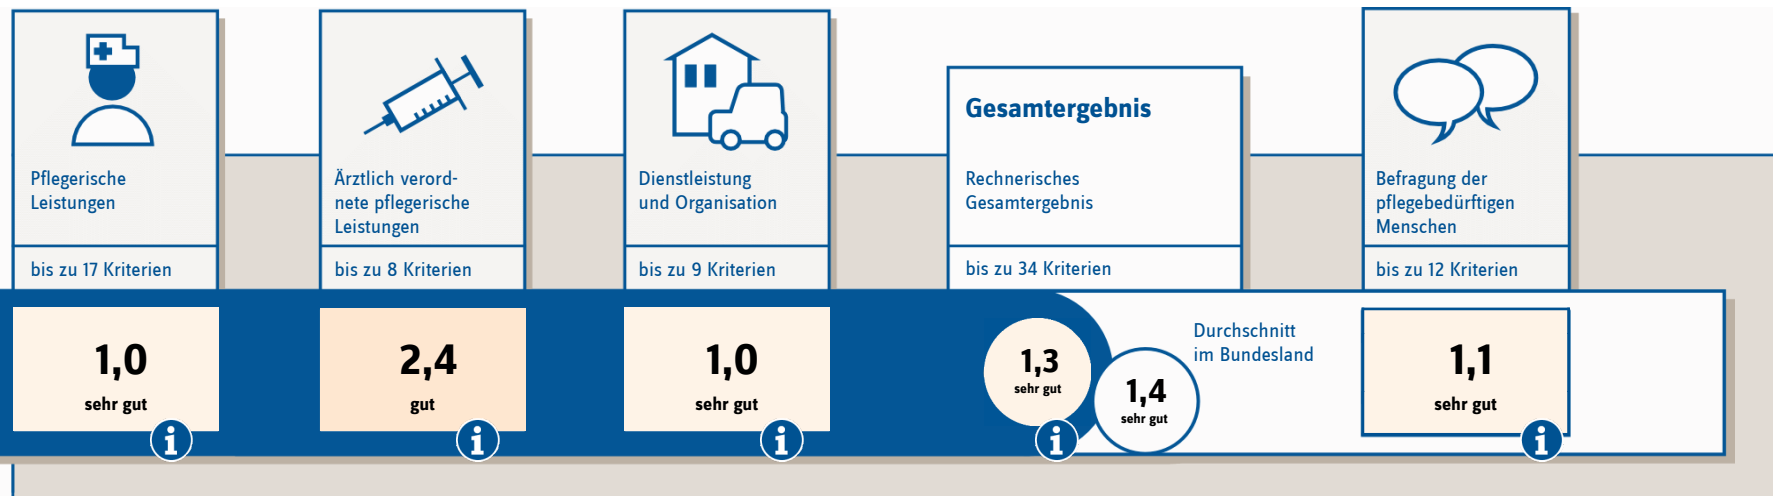 Pflegerische
Leistungen
bis zu 17 Kriterien
1,0
sehr gut
i
Ärztlich verord-
nete pflegerische
Leistungen
bis zu 8 Kriterien
2,4
gut
i
Dienstleistung
und Organisation
bis zu 9 Kriterien
1,0
sehr gut
i
Gesamtergebnis
Rechnerisches
Gesamtergebnis
bis zu 34 Kriterien
1,3
sehr gut
i
Durchschnitt
im Bundesland
1,4
sehr gut
Befragung der
pflegebedürftigen
Menschen
bis zu 12 Kriterien
1,1
sehr gut
i